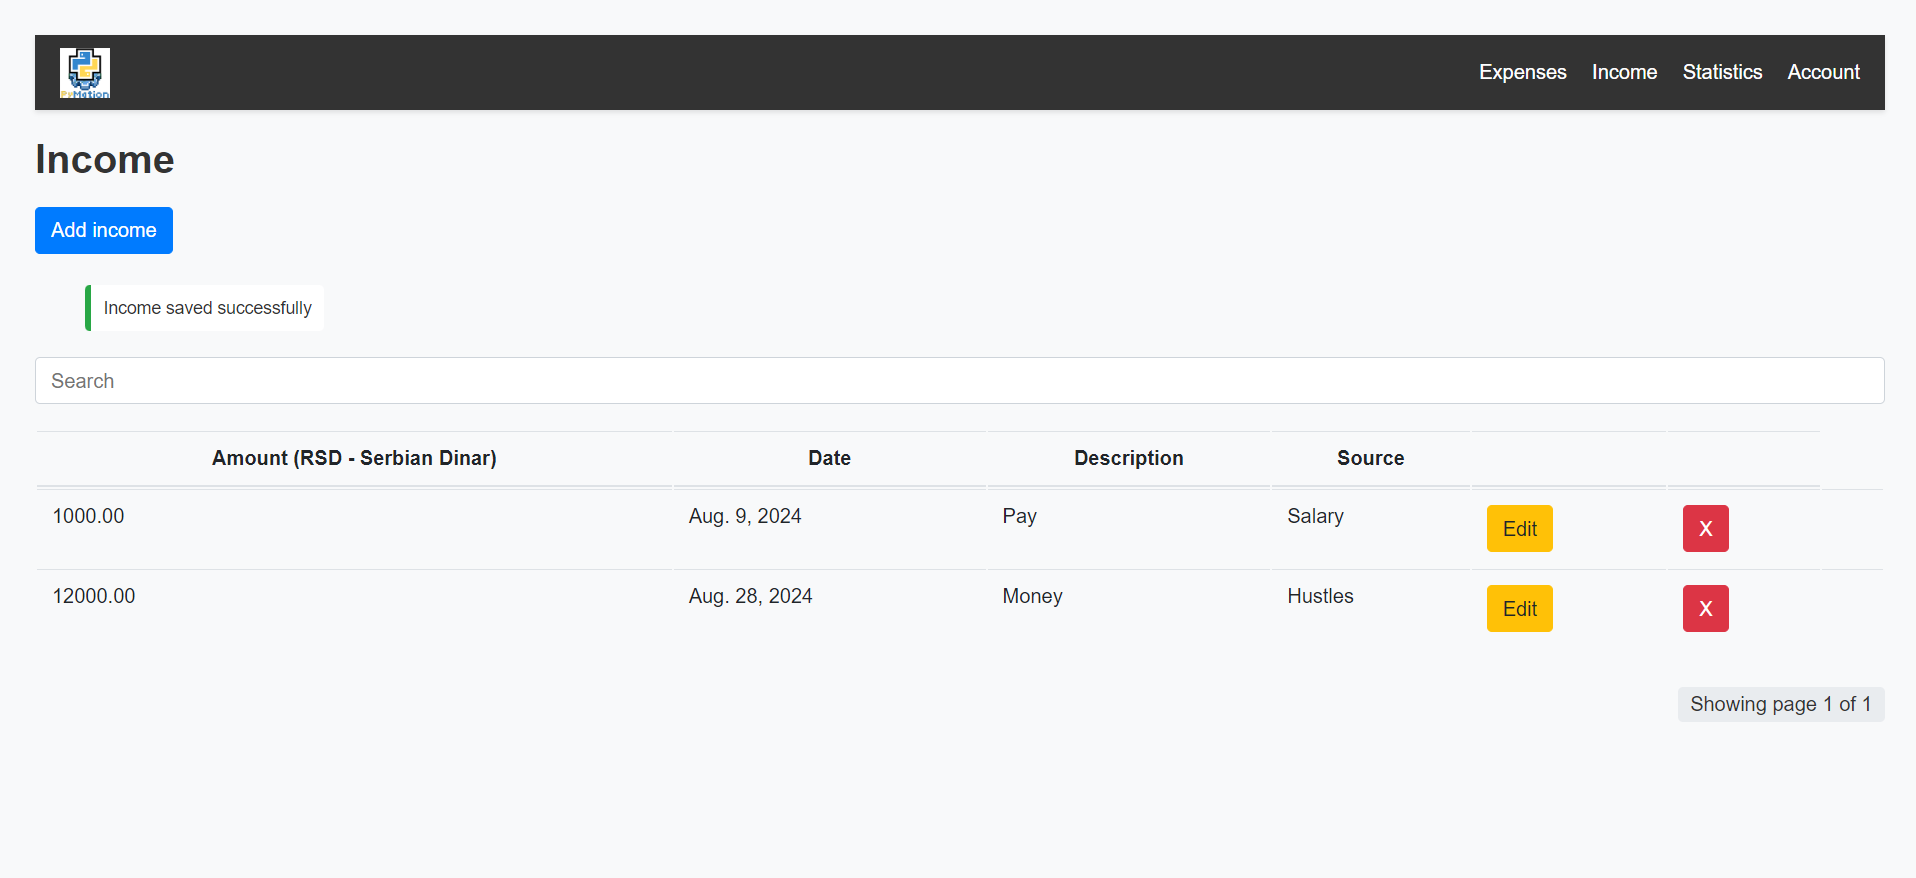 PyMation
Expenses Income Statistics Account
Income
Add income
Income saved successfully
Search
Amount (RSD - Serbian Dinar) Date Description Source
1000.00 Aug. 9, 2024 Pay Salary Edit X
12000.00 Aug. 28, 2024 Money Hustles Edit X
Showing page 1 of 1